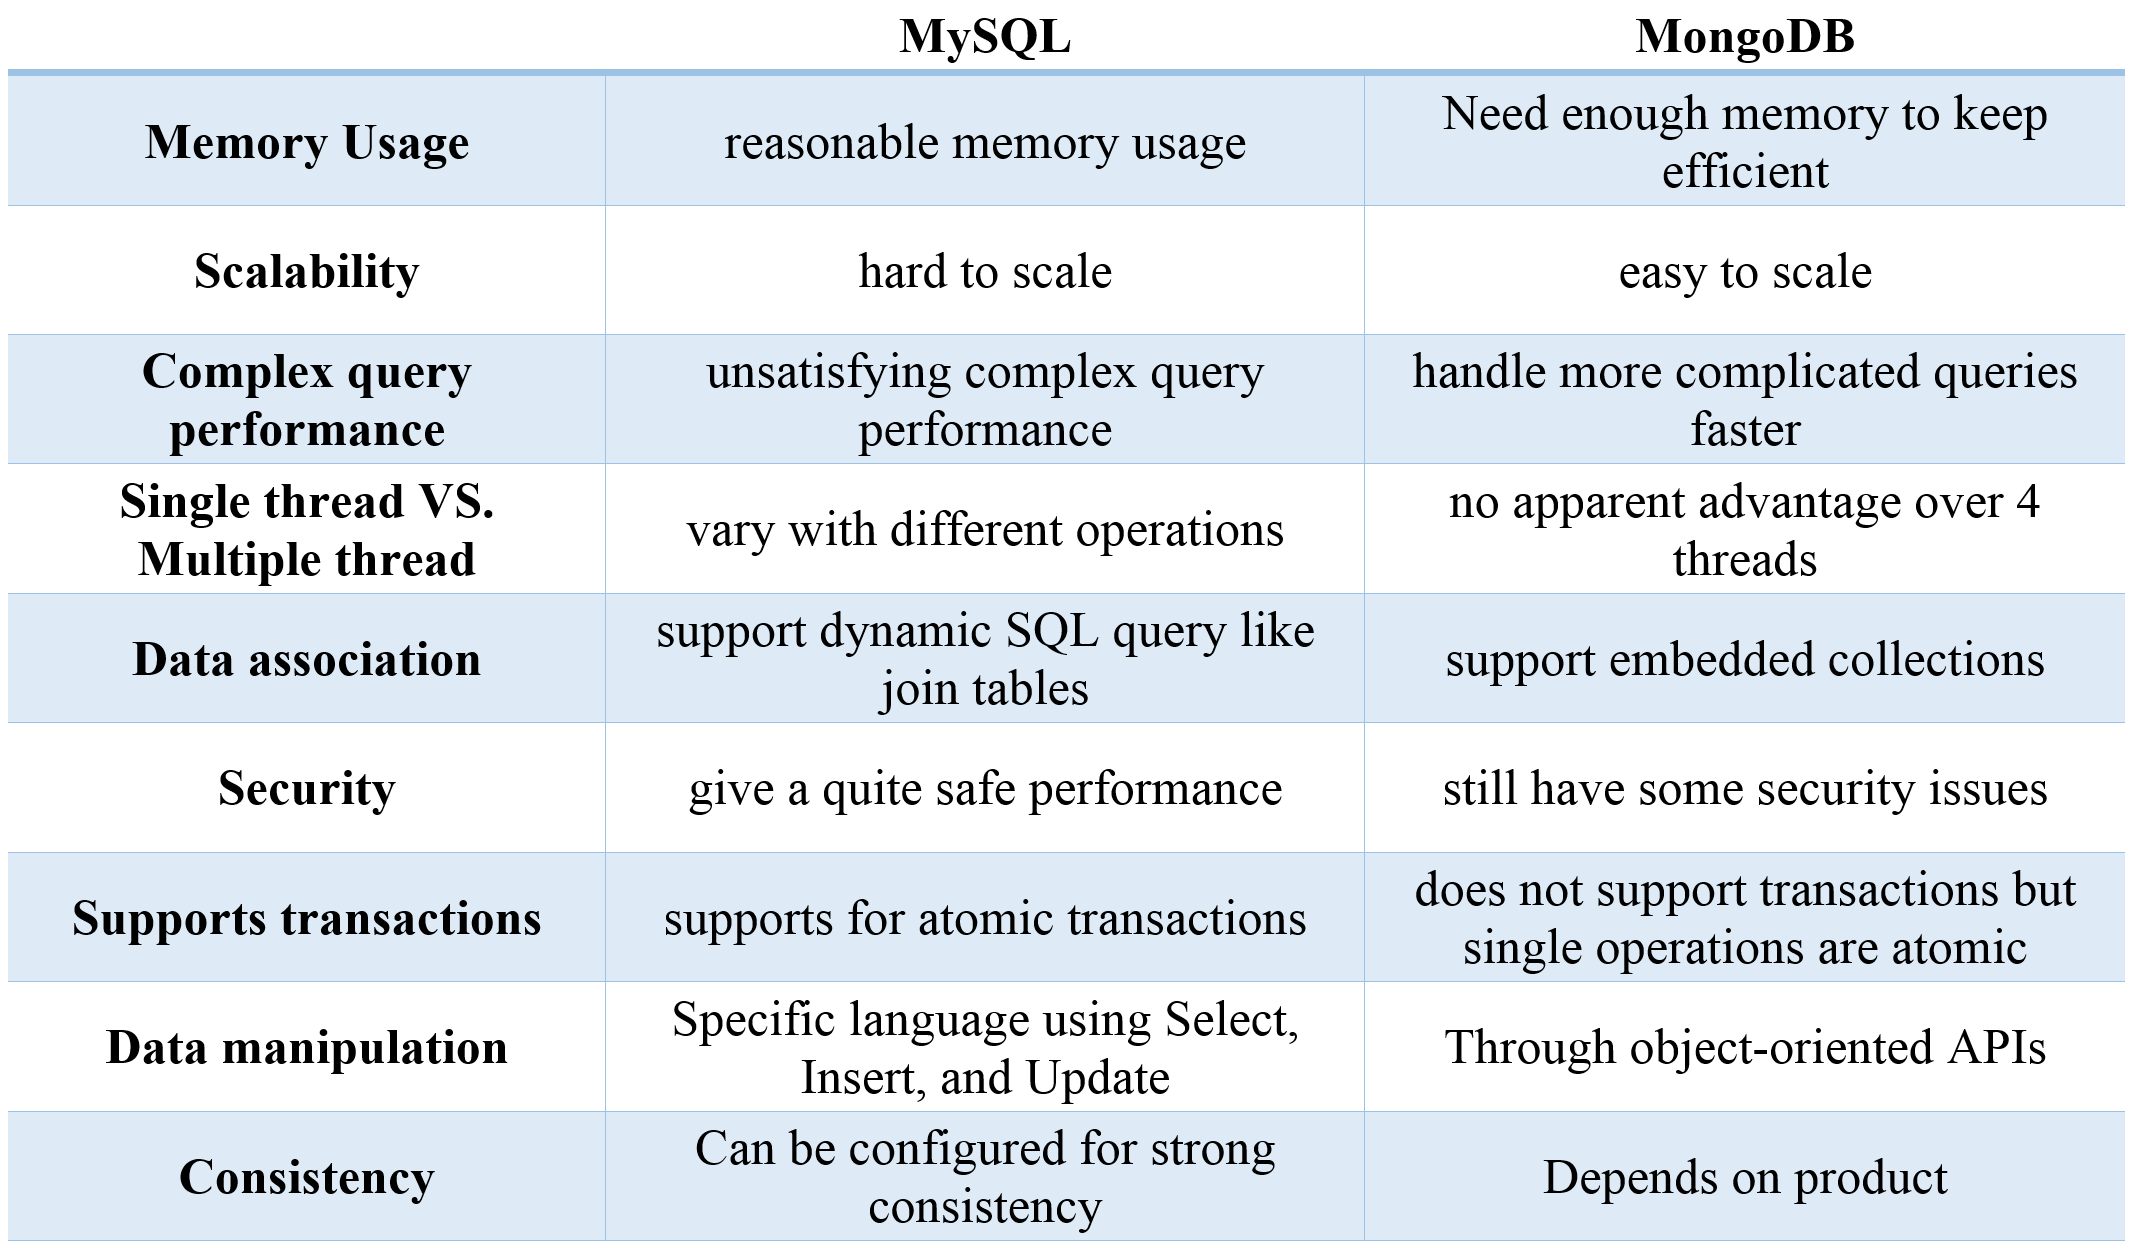 MySQL MongoDB
Memory Usage reasonable memory usage Need enough memory to keep
efficient
Scalability hard to scale easy to scale
Complex query
performance
unsatisfying complex query
performance
handle more complicated queries
faster
Single thread VS.
Multiple thread
vary with different operations
no apparent advantage over 4
threads
Data association
support dynamic SQL query like
join tables
support embedded collections
Security give a quite safe performance still have some security issues
Supports transactions supports for atomic transactions
does not support transactions but
single operations are atomic
Data manipulation
Specific language using Select,
Insert, and Update
Through object-oriented APIs
Consistency
Can be configured for strong
consistency
Depends on product